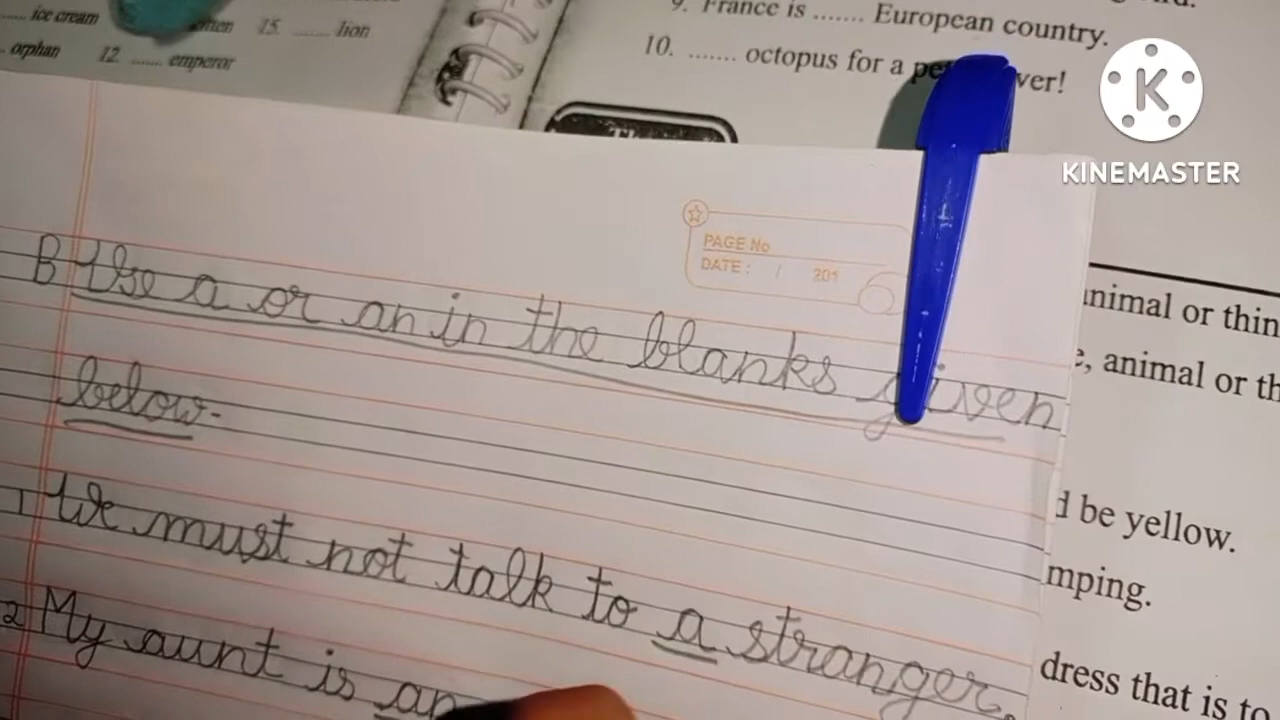 ice cream
15. ....... lion
orphan 12. ....... emperor
9. France is ....... European country.
10. ....... octopus for a ver!
KINEMASTER
PAGE No
DATE : / 201
B Use a or an in the blanks given
below-
1 We must not talk to a stranger.
2 My aunt is an
animal or thin
e, animal or th
d be yellow.
mping.
dress that is to